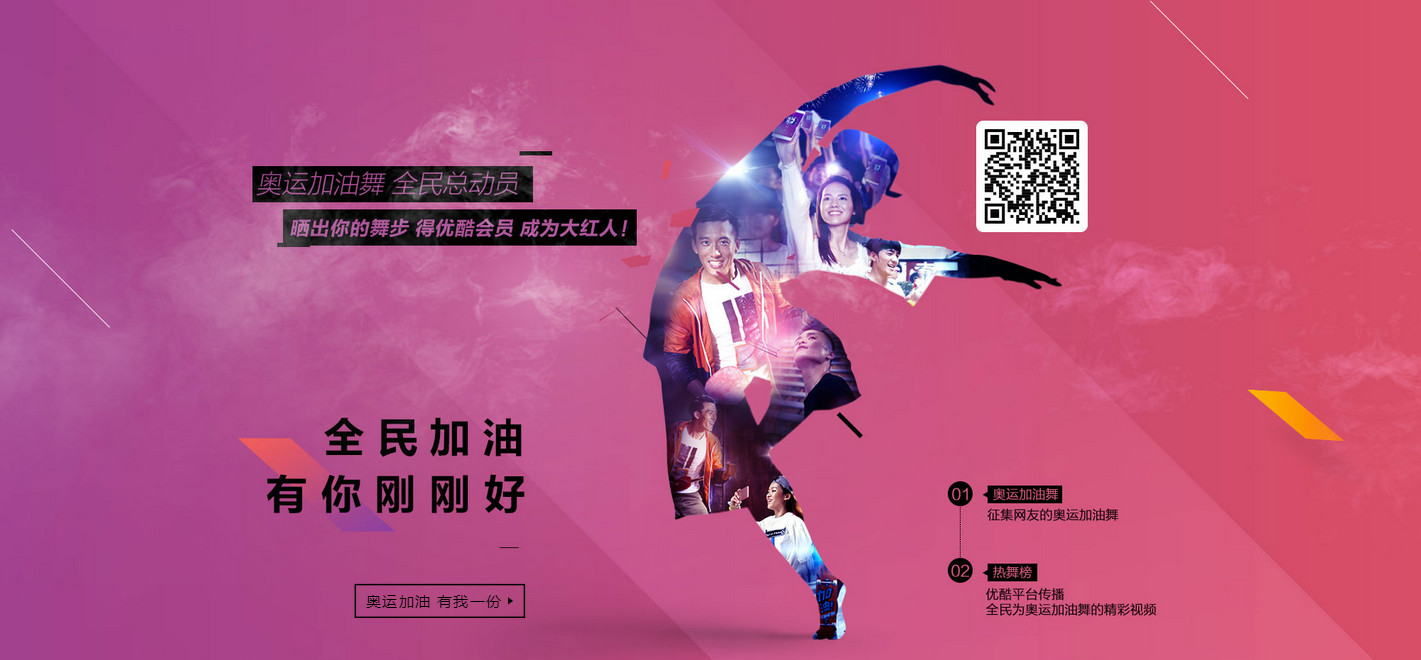 奥运加油舞 全民总动员
晒出你的舞步 得优酷会员 成为大红人!
全民加油
有你刚刚好
奥运加油 有我一份
01 奥运加油舞
征集网友的奥运加油舞
02 热舞榜
优酷平台传播
全民为奥运加油舞的精彩视频